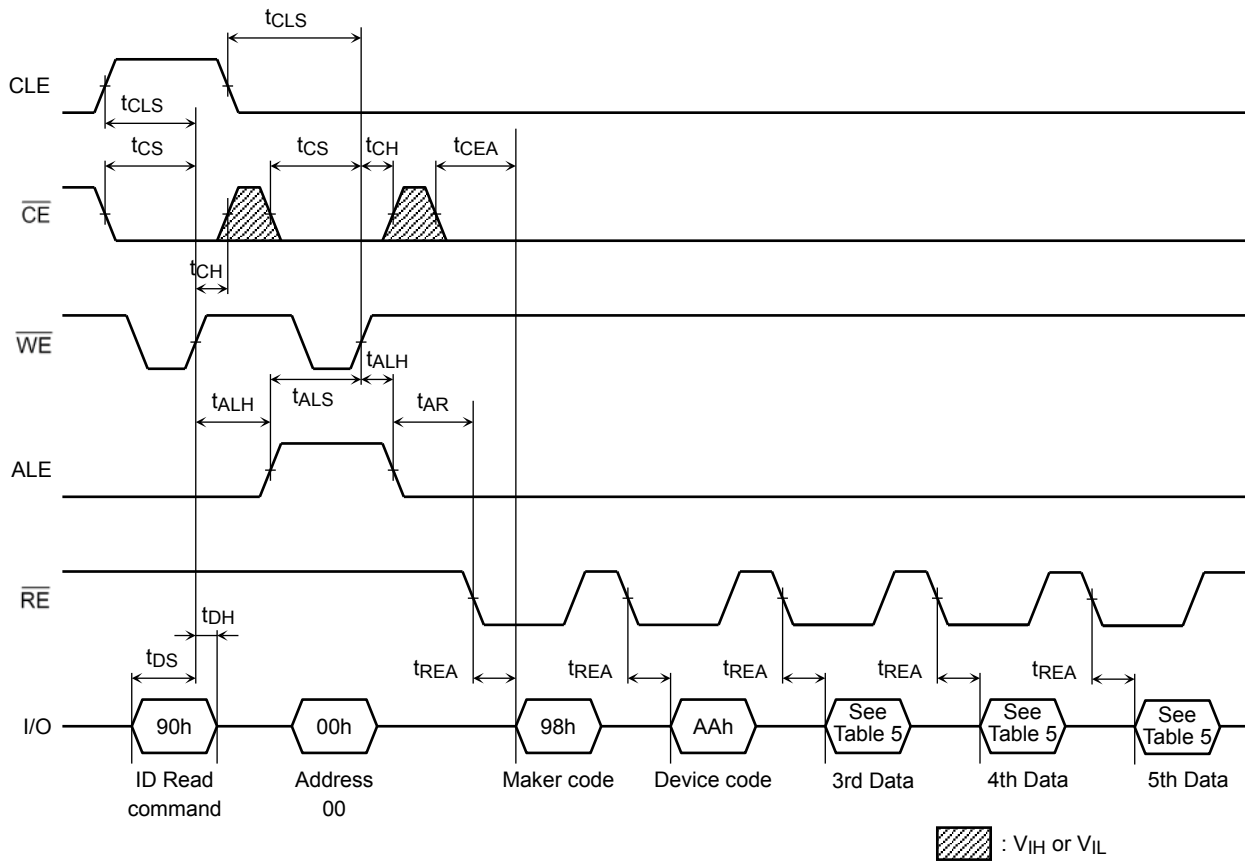 tCLS
CLE
tCLS
tCS tCS tCH tCEA
CE
tCH
WE
tALH
tALH tALS tAR
ALE
RE
tDH
tDS tREA tREA tREA tREA tREA
I/O 90h 00h 98h AAh See Table 5 See Table 5 See Table 5
ID Read command
Address 00
Maker code
Device code
3rd Data
4th Data
5th Data
: VIH or VIL